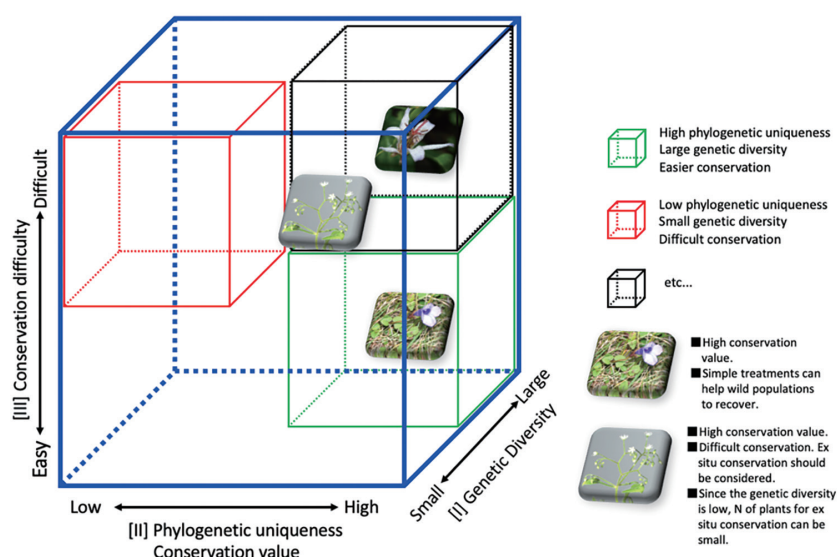 Difficult
[III] Conservation difficulty
Easy
Low
High
[II] Phylogenetic uniqueness
Conservation value
Small
Large
[I] Genetic Diversity
High phylogenetic uniqueness
Large genetic diversity
Easier conservation
Low phylogenetic uniqueness
Small genetic diversity
Difficult conservation
etc...
■High conservation
value.
■Simple treatments can
help wild populations
to recover.
■High conservation value.
■Difficult conservation. Ex
situ conservation should
be considered.
■Since the genetic diversity
is low, N of plants for ex
situ conservation can be
small.